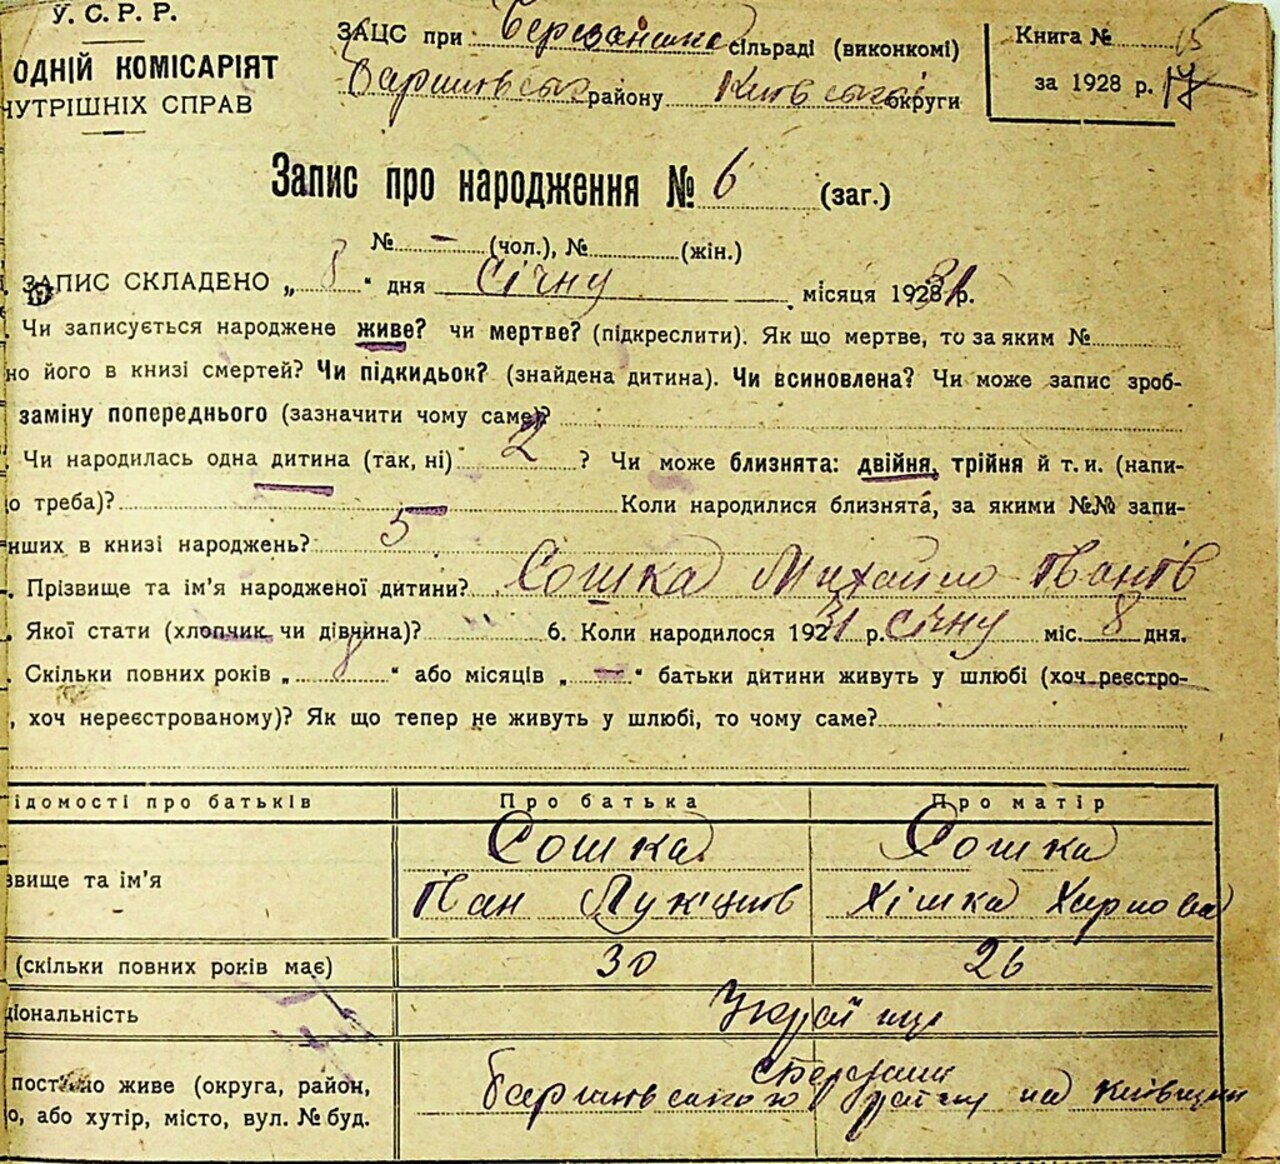 У. С. Р. Р.
ОДНІЙ КОМІСАРІЯТ
НУТРІШНІХ СПРАВ
ЗАЦС при сільраді (виконкомі)
району округи
Книга № 15
за 1928 р. 17
Запис про народження № 6 (заг.)
№ - (чол.), № (жін.)
ЗАПИС СКЛАДЕНО „ 8 " дня січну місяця 19231 р.
Чи записується народжене живе? чи мертве? (підкреслити). Як що мертве, то за яким №
но його в книзі смертей? Чи підкидьок? (знайдена дитина). Чи всиновлена? Чи може запис зроб-
заміну попереднього (зазначити чому саме)?
Чи народилась одна дитина (так, ні) 2 ? Чи може близнята: двійня, трійня й т. и. (напи-
о треба)? Коли народилися близнята, за якими №№ запи-
нших в книзі народжень? 5
. Прізвище та ім'я народженої дитини? Сошка Михайло Іванів
. Якої стати (хлопчик чи дівчина)? 6. Коли народилося 192 31 р. січну міс. 8 дня.
. Скільки повних років „ 8 " або місяців „ — " батьки дитини живуть у шлюбі (хоч реєстро-
, хоч нереєстрованому)? Як що тепер не живуть у шлюбі, то чому саме?
ідомості про батьків Про батька Про матір
звище та ім'я Сошка Сошка
Іван
(скільки повних років має) 30 26
ціональність Українці
постійно живе (округа, район,
о, або хутір, місто, вул. № буд.